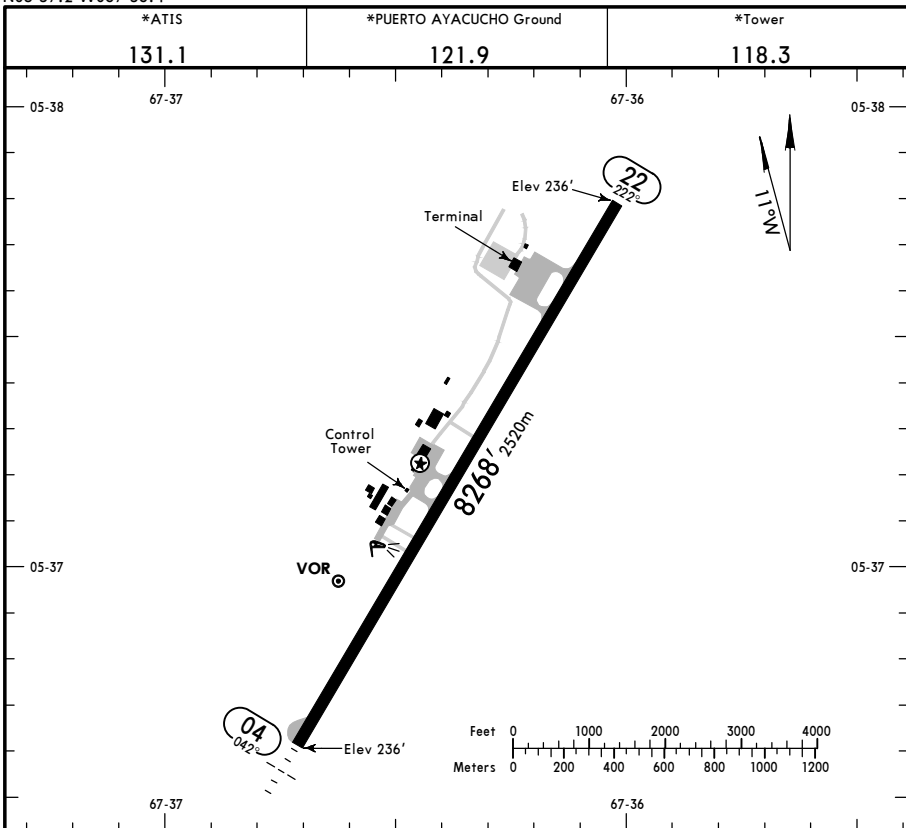 *ATIS
131.1
*PUERTO AYACUCHO Ground
121.9
*Tower
118.3
67-37
67-36
05-38
05-38
22
222°
Elev 236'
11°W
Terminal
Control
Tower
8268' 2520m
05-37
05-37
VOR
04
042°
Elev 236'
Feet 0 1000 2000 3000 4000
Meters 0 200 400 600 800 1000 1200
67-37
67-36